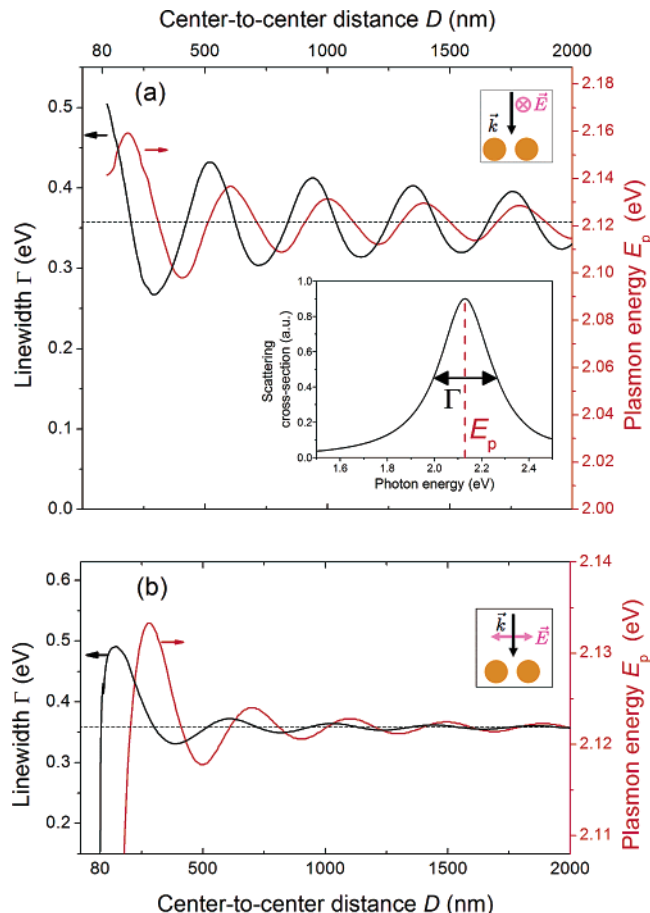 Center-to-center distance D (nm)
80 500 1000 1500 2000
(a)
Linewidth Γ (eV)
0.5
0.4
0.3
0.2
0.1
0.0
2.18
2.16
2.14
2.12
2.10
2.08
2.06
2.04
2.02
2.00
Plasmon energy Eₚ (eV)
k⃗ ⊗ E⃗
Scattering
cross-section (a.u.)
1.0
0.8
0.6
0.4
0.2
0.0
Γ
Eₚ
1.6 1.8 2.0 2.2 2.4
Photon energy (eV)
(b)
Linewidth Γ (eV)
0.6
0.5
0.4
0.3
0.2
2.14
2.13
2.12
2.11
Plasmon energy Eₚ (eV)
k⃗
E⃗
80 500 1000 1500 2000
Center-to-center distance D (nm)